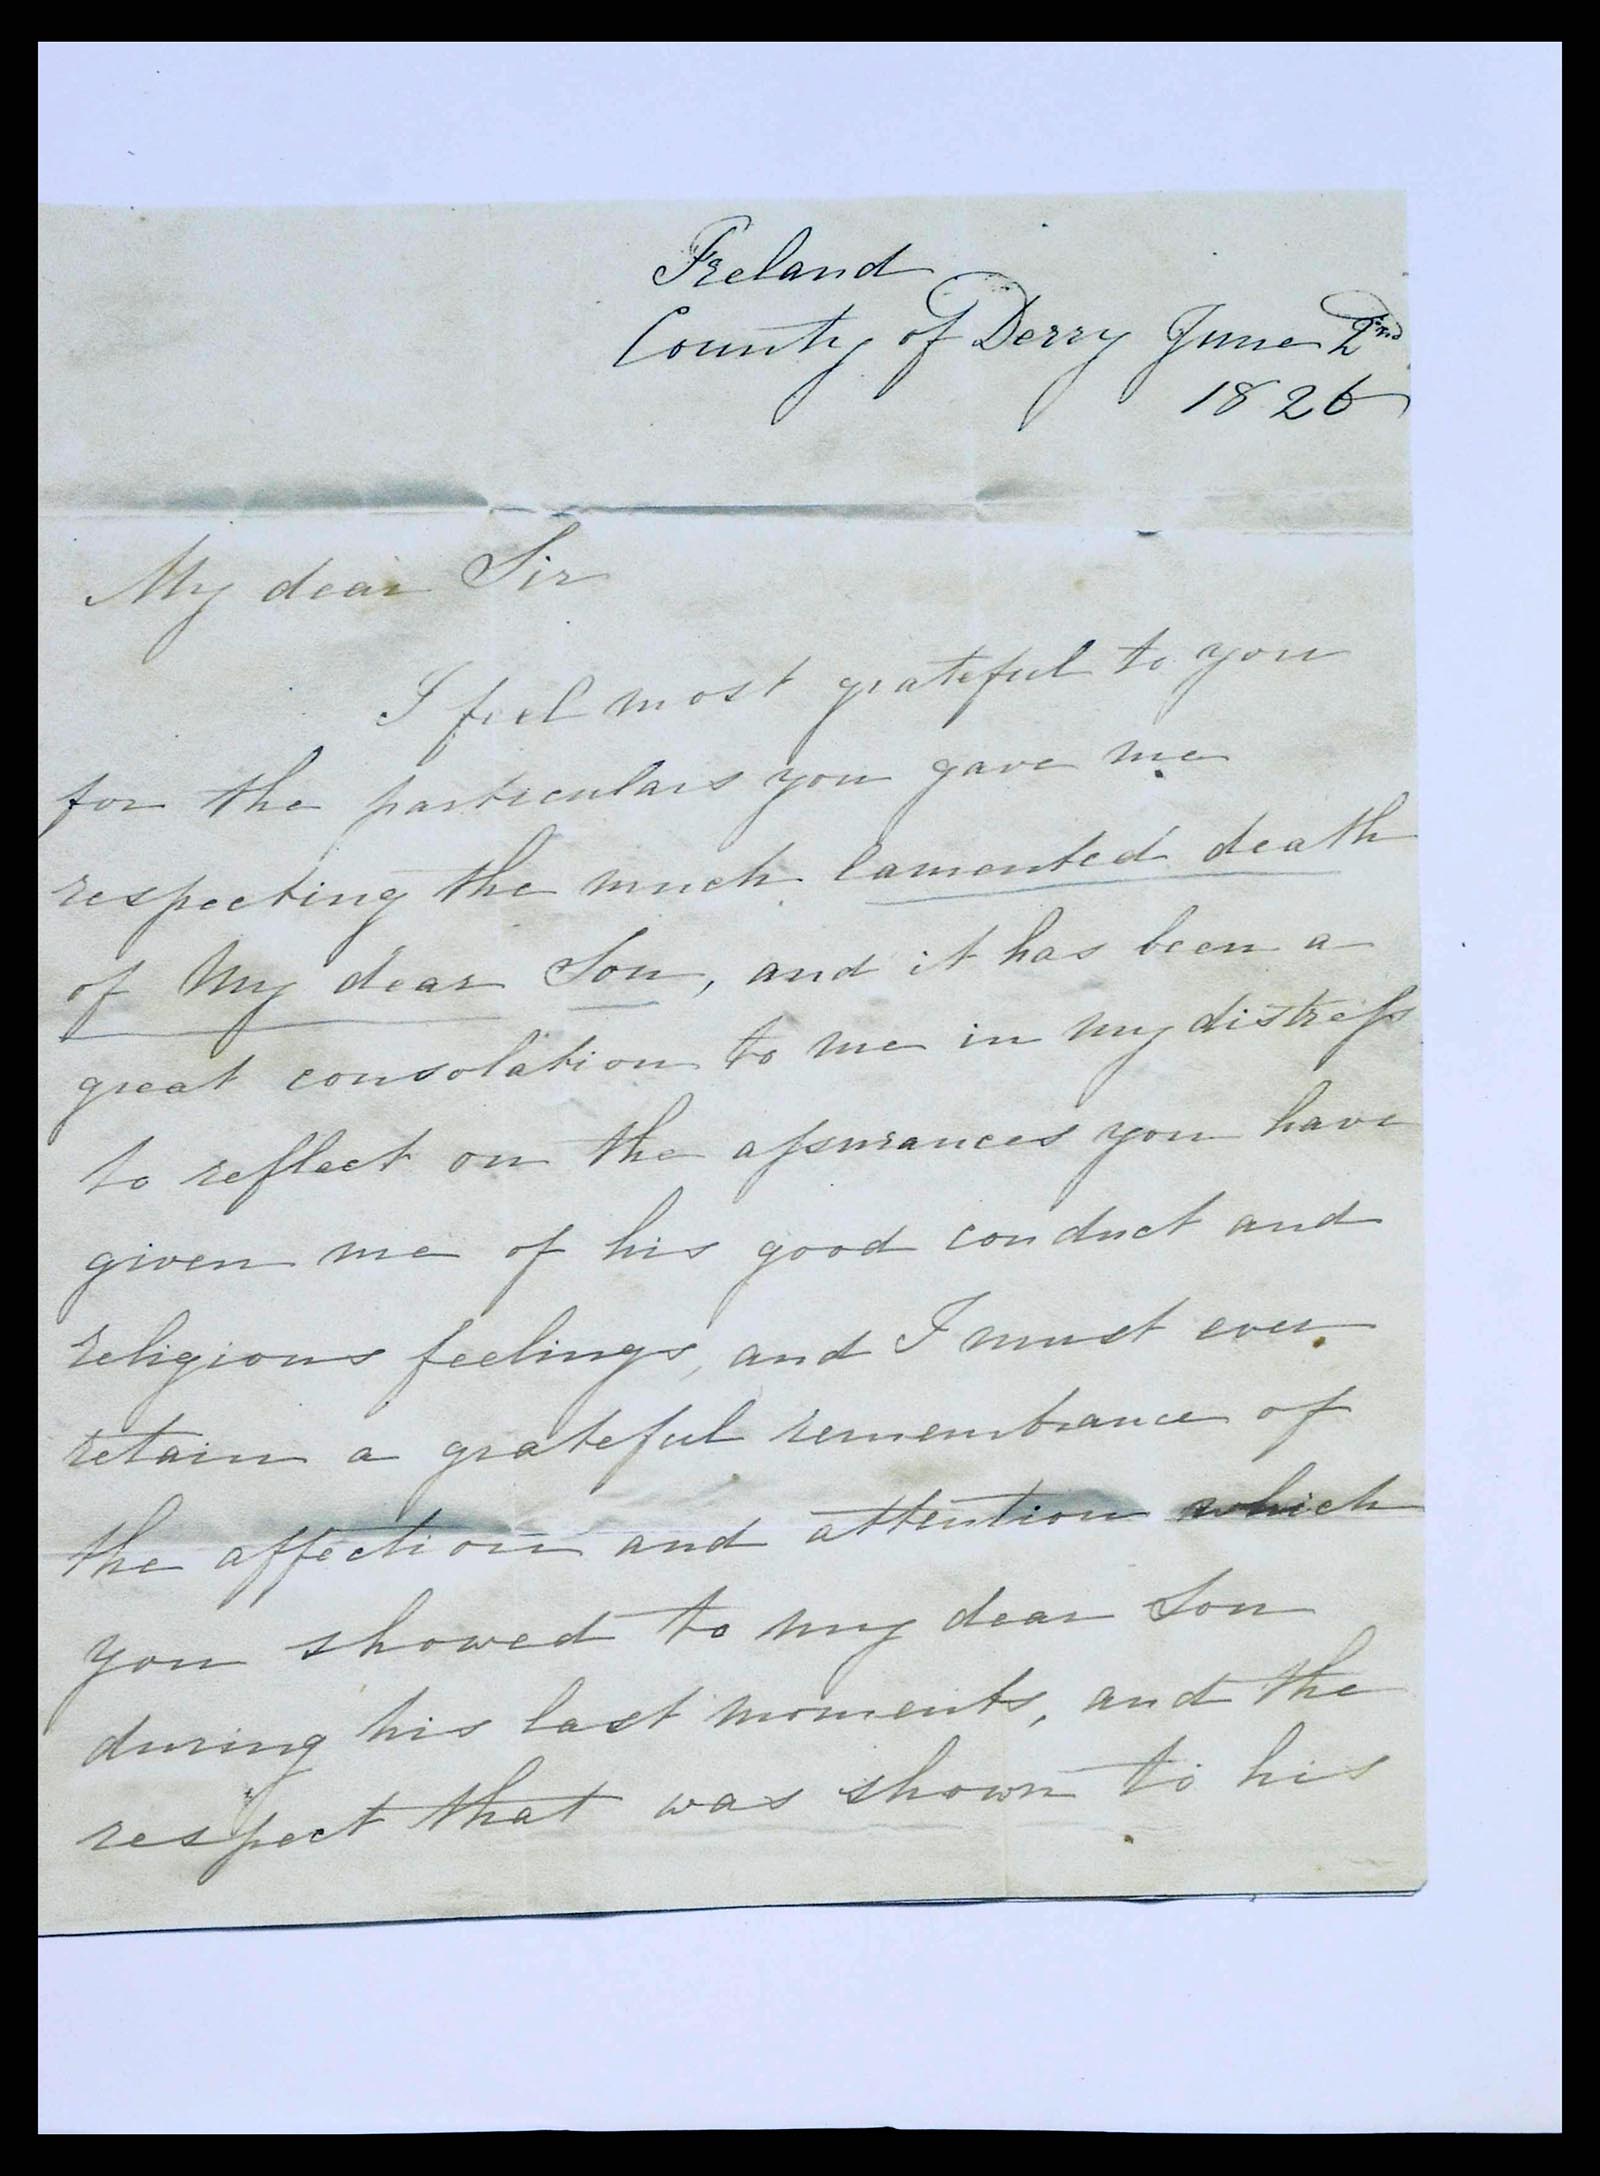 Ireland
County of Derry June 2nd
1826
My dear Sir
I feel most grateful to you
for the particulars you gave me
respecting the much lamented death
of My dear Son, and it has been a
great consolation to me in my distreſs
to reflect on the aſsurances you have
given me of his good conduct and
religious feelings, and I must ever
retain a grateful remembrance of
the affection and attention which
you showed to my dear Son
during his last moments, and the
respect that was shown to his